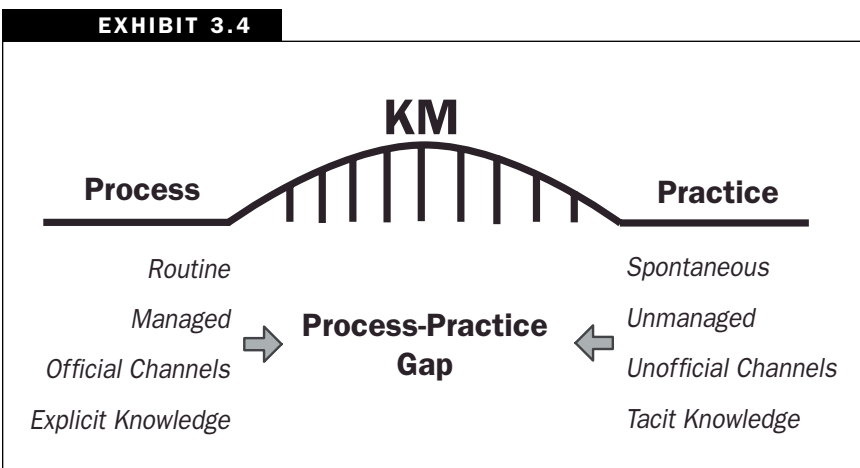 EXHIBIT 3.4
KM
Process
Practice
Routine
Managed
Official Channels
Explicit Knowledge
Process-Practice
Gap
Spontaneous
Unmanaged
Unofficial Channels
Tacit Knowledge